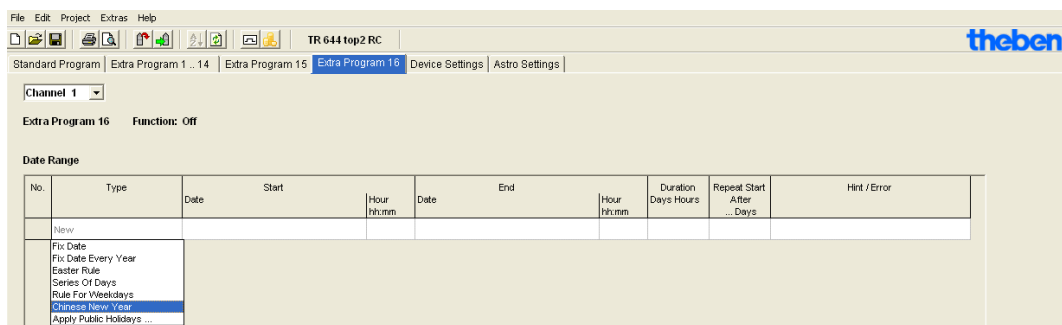 File Edit Project Extras Help
TR 644 top2 RC
theben
Standard Program Extra Program 1 .. 14 Extra Program 15 Extra Program 16 Device Settings Astro Settings
Channel 1
Extra Program 16 Function: Off
Date Range
No. Type Start End Duration Repeat Start Hint / Error
Date Hour Date Hour Days Hours After
hh:mm hh:mm ... Days
New
Fix Date
Fix Date Every Year
Easter Rule
Series Of Days
Rule For Weekdays
Chinese New Year
Apply Public Holidays ...